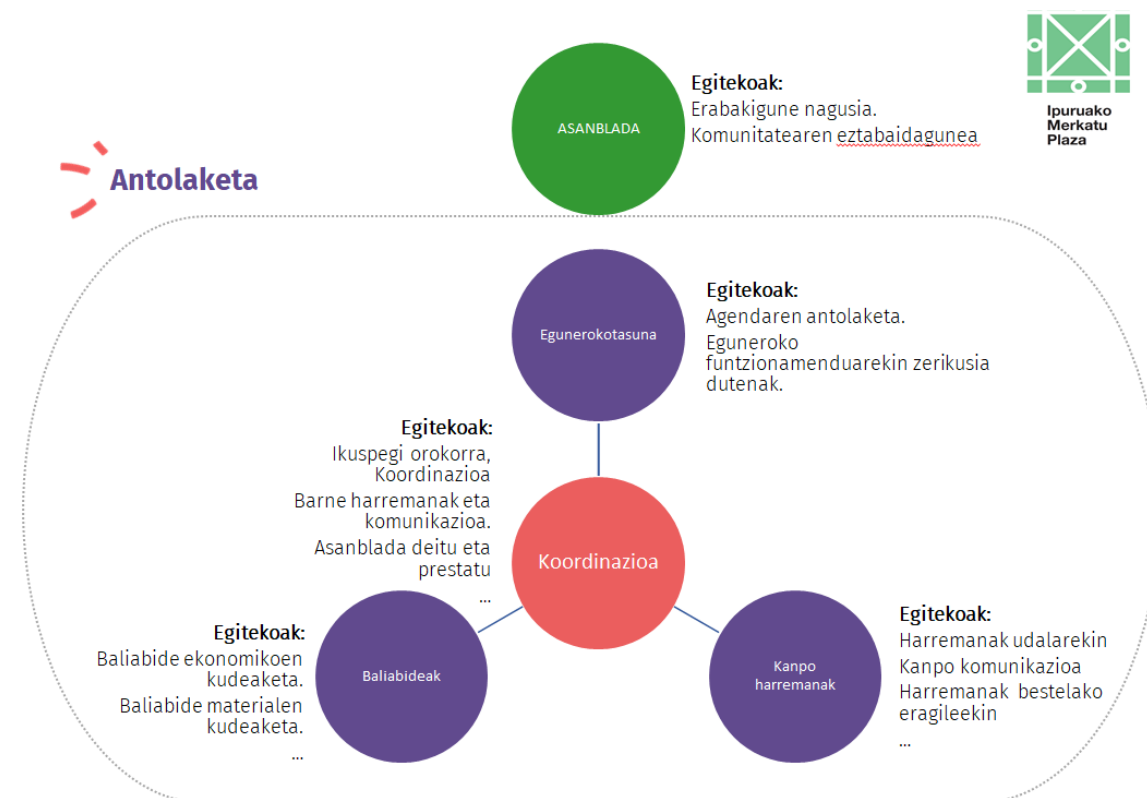 Ipuruako
Merkatu
Plaza
Antolaketa
ASANBLADA
Egitekoak:
Erabakigune nagusia.
Komunitatearen eztabaidagunea
Egunerokotasuna
Egitekoak:
Agendaren antolaketa.
Eguneroko
funtzionamenduarekin zerikusia
dutenak.
Egitekoak:
Ikuspegi orokorra,
Koordinazioa
Barne harremanak eta
komunikazioa.
Asanblada deitu eta
prestatu
...
Koordinazioa
Egitekoak:
Baliabide ekonomikoen
kudeaketa.
Baliabide materialen
kudeaketa.
...
Baliabideak
Kanpo
harremanak
Egitekoak:
Harremanak udalarekin
Kanpo komunikazioa
Harremanak bestelako
eragileekin
...